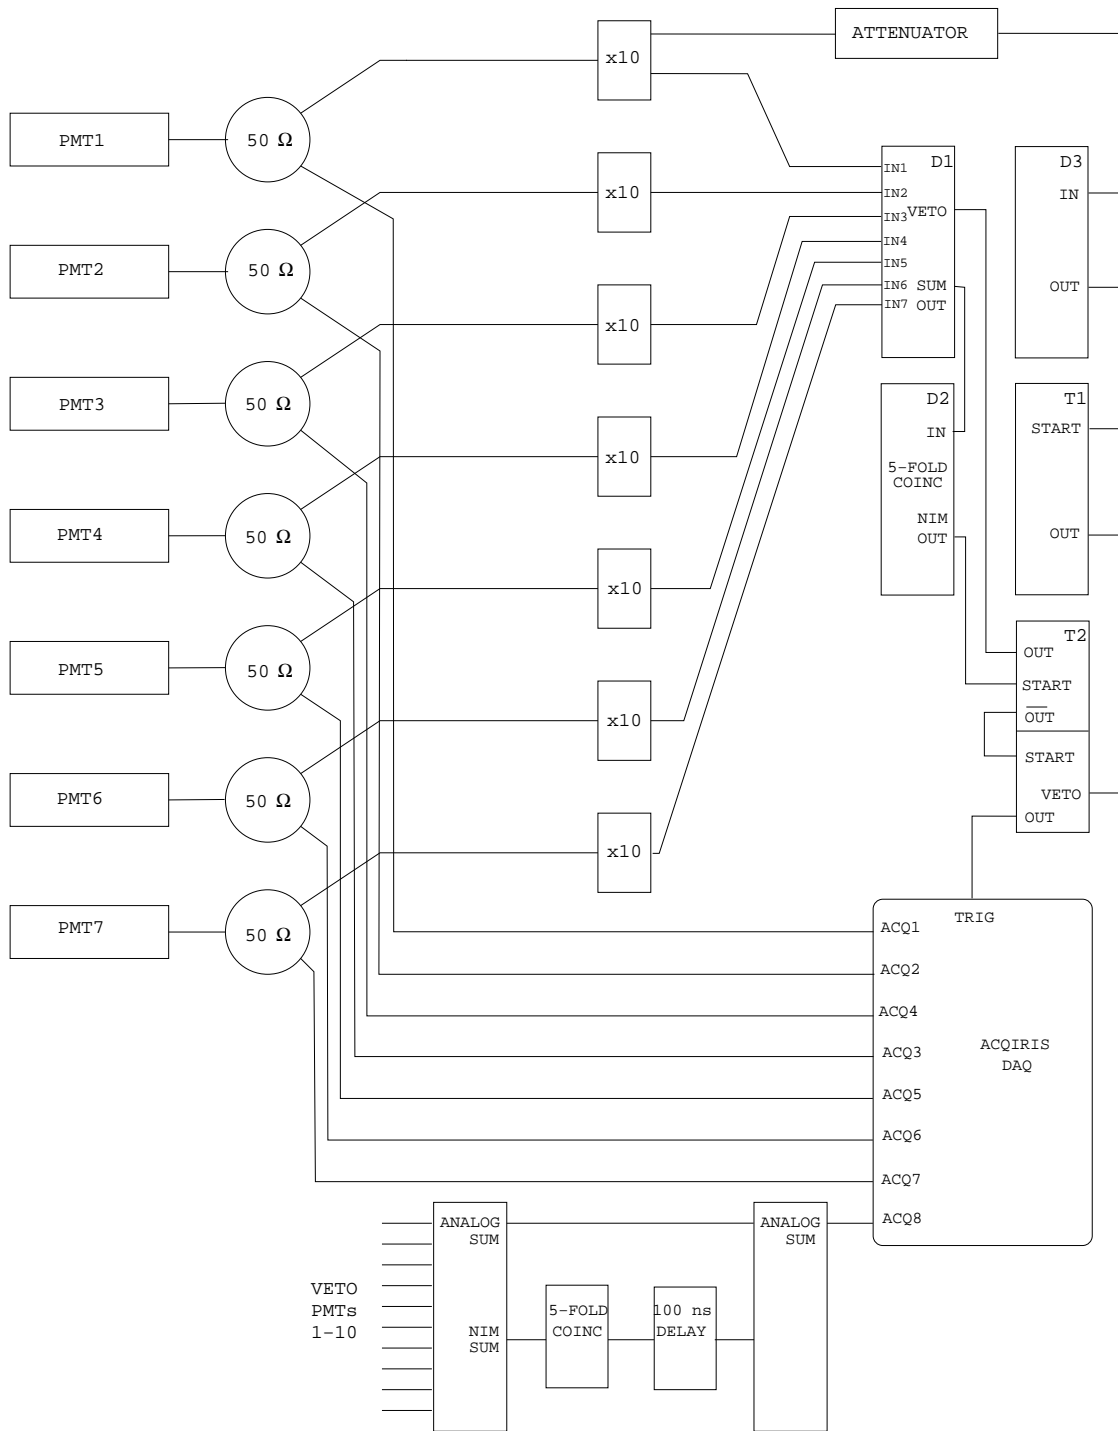 ATTENUATOR
x10
PMT1
50 Ω
D1
D3
IN1
IN
x10
IN2
IN3
VETO
IN4
PMT2
50 Ω
IN5
IN6
SUM
OUT
IN7
OUT
x10
PMT3
50 Ω
D2
T1
IN
START
x10
5-FOLD
COINC
NIM
OUT
OUT
PMT4
50 Ω
x10
T2
OUT
PMT5
50 Ω
START
OUT
x10
START
VETO
PMT6
50 Ω
OUT
x10
PMT7
50 Ω
TRIG
ACQ1
ACQ2
ACQ4
ACQIRIS
DAQ
ACQ3
ACQ5
ACQ6
ACQ7
ACQ8
ANALOG
SUM
ANALOG
SUM
VETO
PMTs
1-10
NIM
SUM
5-FOLD
COINC
100 ns
DELAY